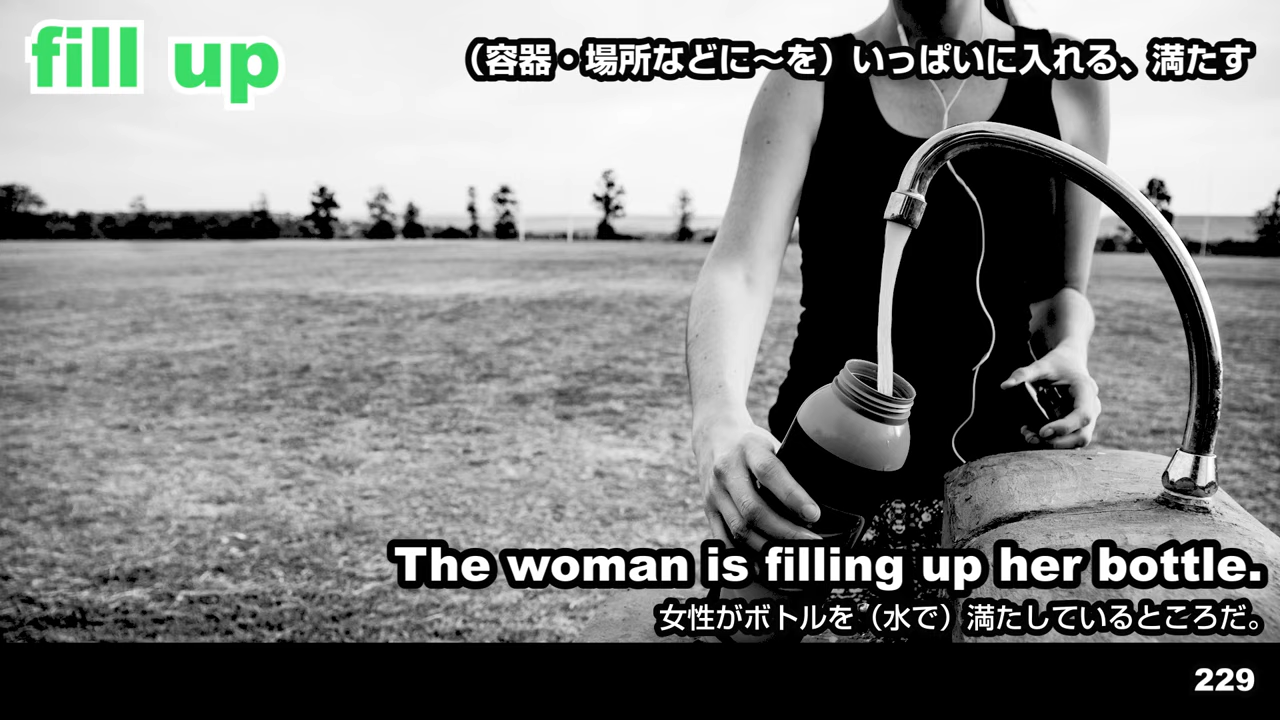 fill up
（容器・場所などに～を）いっぱいに入れる、満たす
The woman is filling up her bottle.
女性がボトルを（水で）満たしているところだ。
229